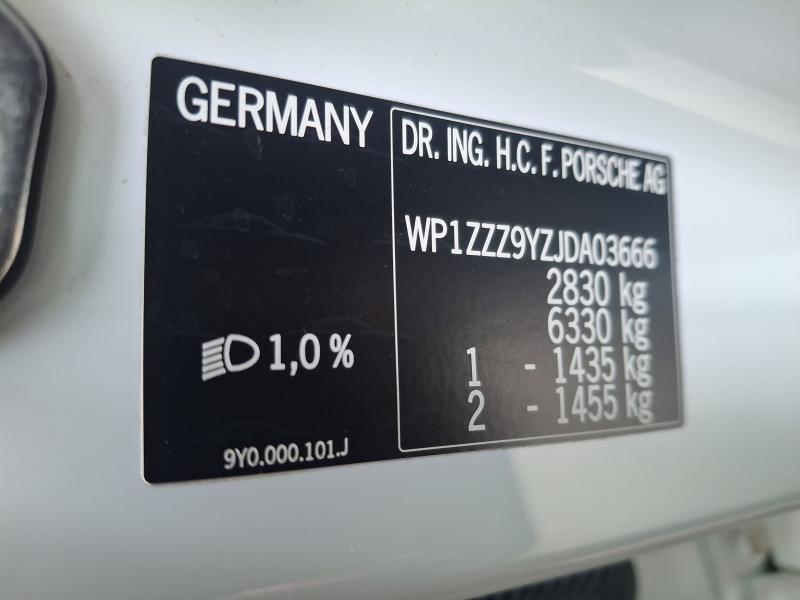 GERMANY
1,0 %
9Y0.000.101.J
DR. ING. H.C. F. PORSCHE AG
WP1ZZZ9YZJDA03666
2830 kg
6330 kg
1 - 1435 kg
2 - 1455 kg